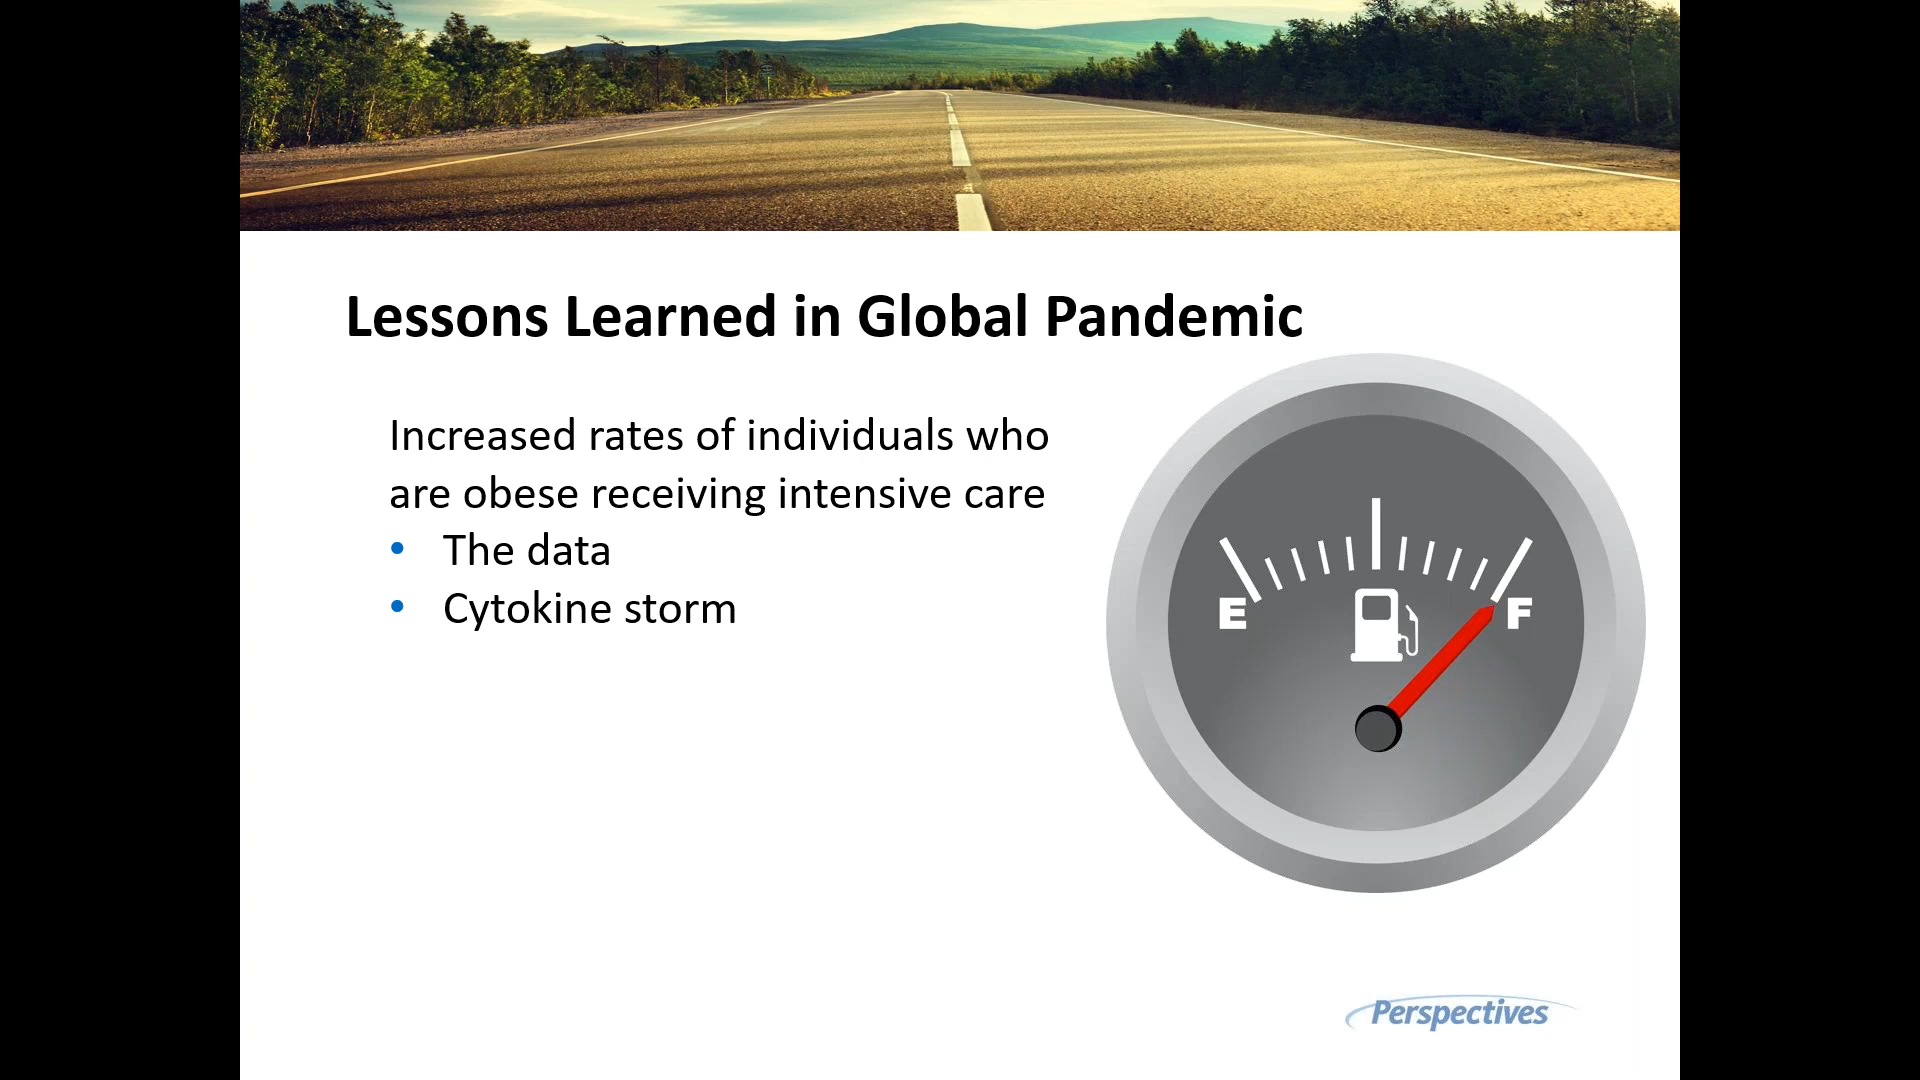 Lessons Learned in Global Pandemic
Increased rates of individuals who
are obese receiving intensive care
• The data
• Cytokine storm
E F
Perspectives